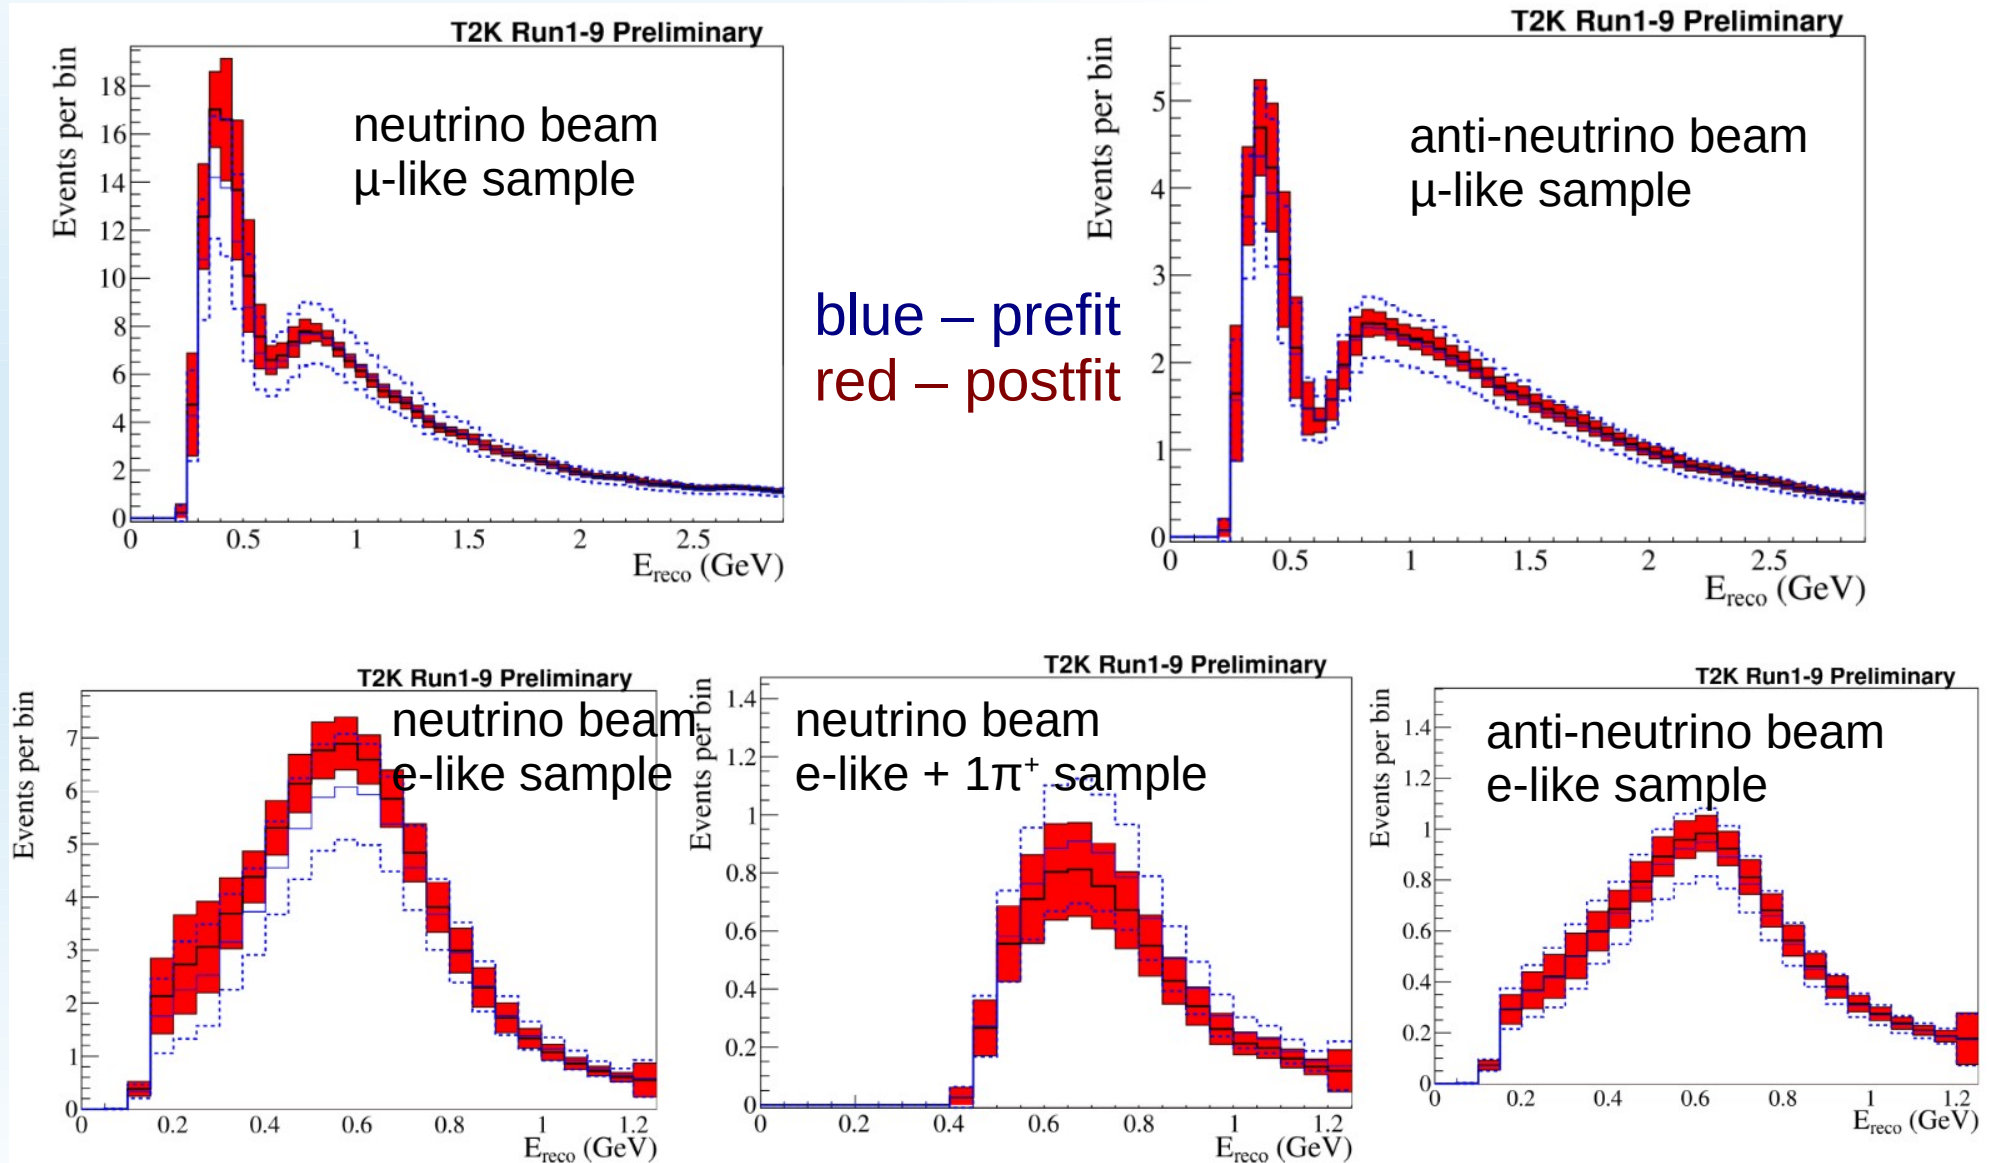 T2K Run1-9 Preliminary
Events per bin
neutrino beam
µ-like sample
18
16
14
12
10
8
6
4
2
0
0 0.5 1 1.5 2 2.5
E_reco (GeV)
T2K Run1-9 Preliminary
Events per bin
anti-neutrino beam
µ-like sample
5
4
3
2
1
0
0 0.5 1 1.5 2 2.5
E_reco (GeV)
blue – prefit
red – postfit
T2K Run1-9 Preliminary
Events per bin
neutrino beam
e-like sample
7
6
5
4
3
2
1
0
0 0.2 0.4 0.6 0.8 1 1.2
E_reco (GeV)
T2K Run1-9 Preliminary
Events per bin
neutrino beam
e-like + 1π⁺ sample
1.4
1.2
1
0.8
0.6
0.4
0.2
0
0 0.2 0.4 0.6 0.8 1 1.2
E_reco (GeV)
T2K Run1-9 Preliminary
Events per bin
anti-neutrino beam
e-like sample
1.4
1.2
1
0.8
0.6
0.4
0.2
0
0 0.2 0.4 0.6 0.8 1 1.2
E_reco (GeV)